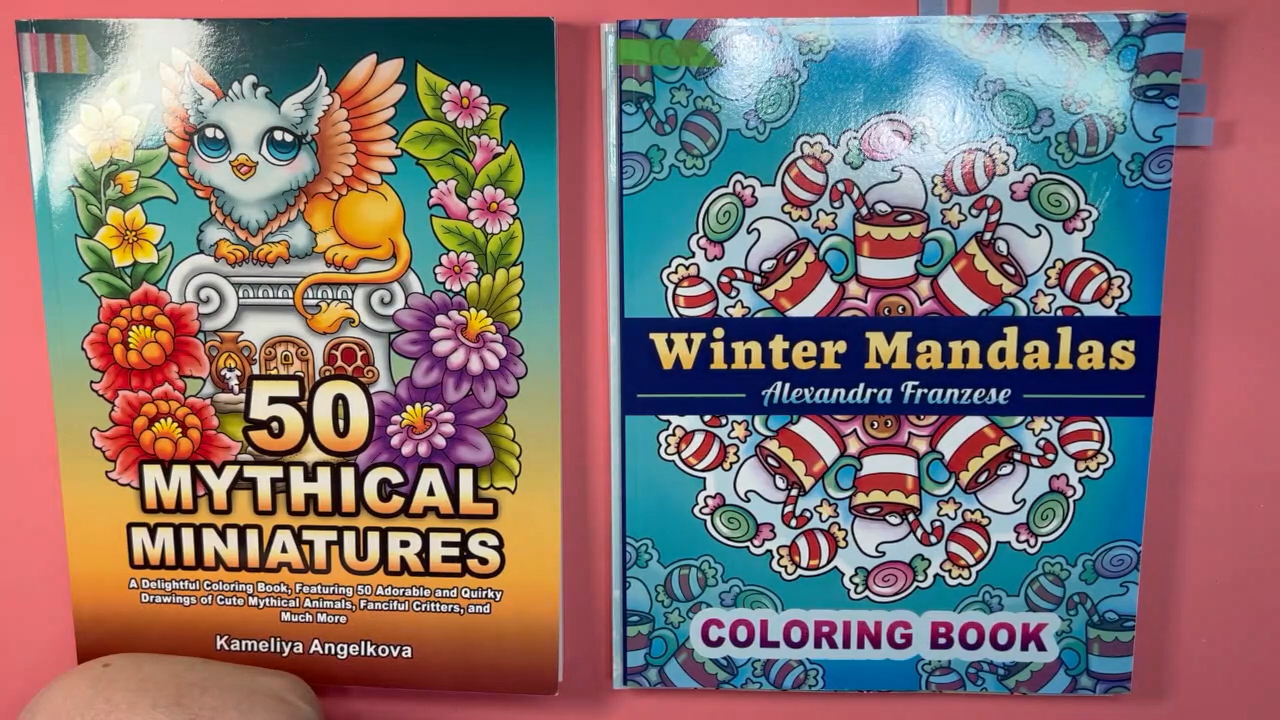 50
MYTHICAL
MINIATURES
A Delightful Coloring Book, Featuring 50 Adorable and Quirky
Drawings of Cute Mythical Animals, Fanciful Critters, and
Much More
Kameliya Angelkova
Winter Mandalas
Alexandra Franzese
COLORING BOOK